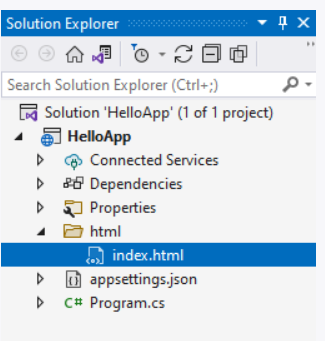 Solution Explorer
Search Solution Explorer (Ctrl+;)
Solution 'HelloApp' (1 of 1 project)
HelloApp
Connected Services
Dependencies
Properties
html
index.html
appsettings.json
C# Program.cs